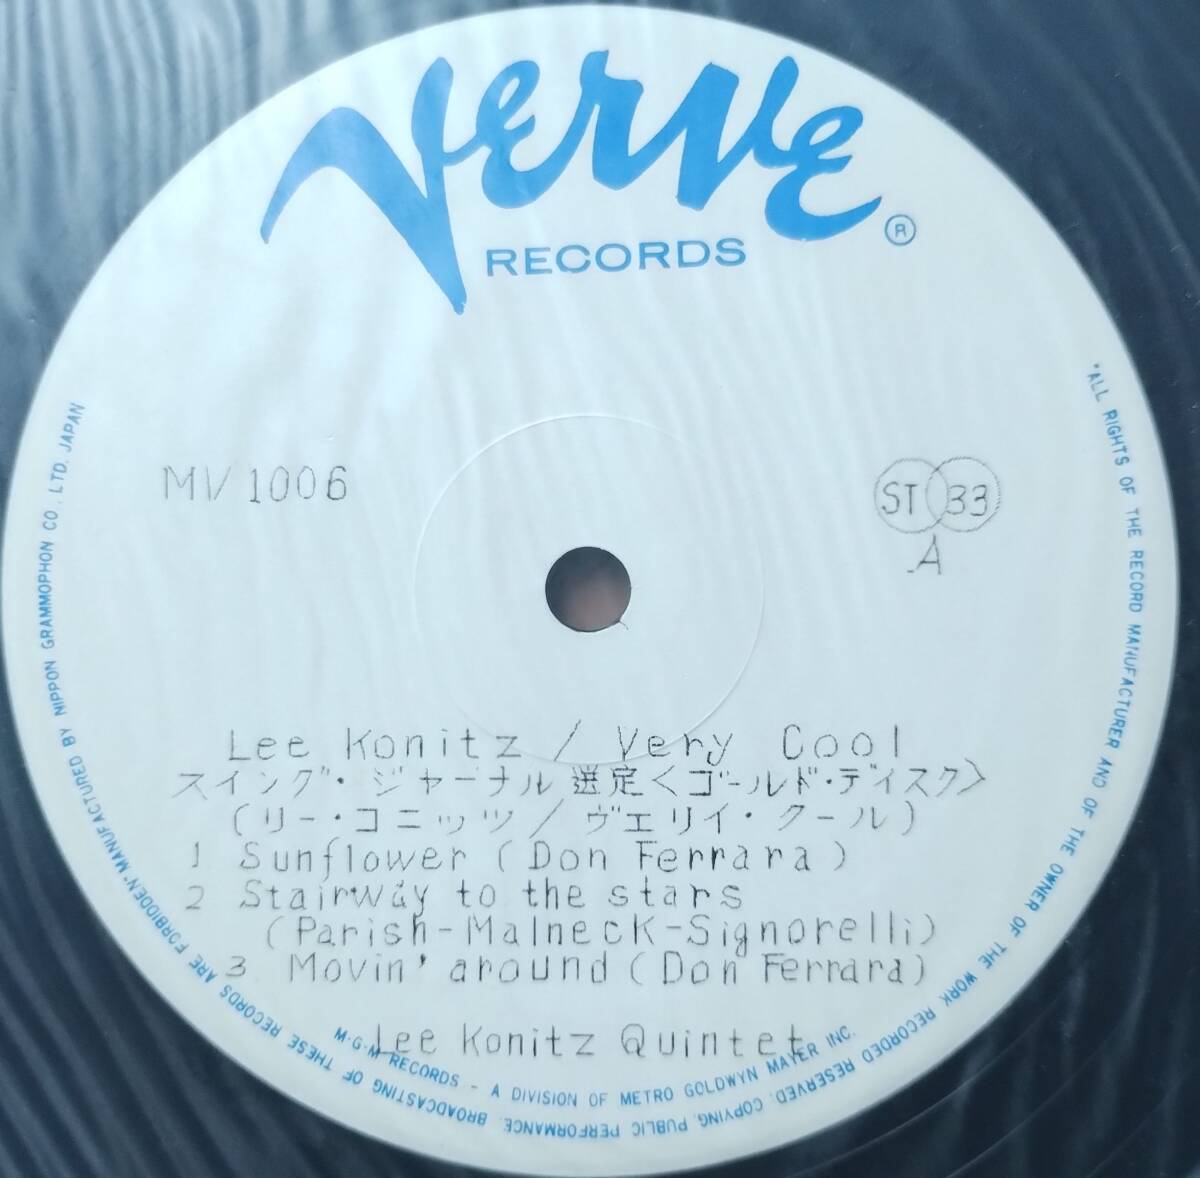 Verve
RECORDS
®
MV 1006
ST 33
A
Lee Konitz / Very Cool
スイング・ジャーナル 選定〈ゴールド・デイスク〉
(リー・コニッツ / ヴェリイ・クール)
1 Sunflower (Don Ferrara)
2 Stairway to the stars
(Parish-Malneck-Signorelli)
3 Movin' around (Don Ferrara)
Lee Konitz Quintet
M-G-M RECORDS - A DIVISION OF METRO GOLDWYN MAYER INC.
"ALL RIGHTS OF THE RECORD MANUFACTURER AND OF THE OWNER OF THE WORK RECORDED RESERVED. COPYING, PUBLIC PERFORMANCE, BROADCASTING OF THESE RECORDS ARE FORBIDDEN" MANUFACTURED BY NIPPON GRAMMOPHON CO., LTD. JAPAN